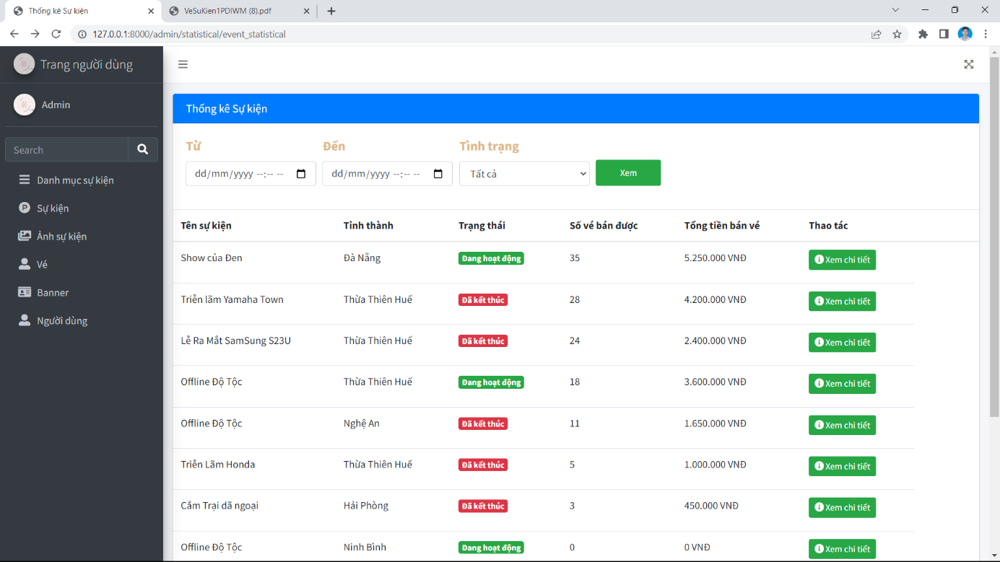 Thống kê Sự kiện
VeSuKien1PDIWM (8).pdf
127.0.0.1:8000/admin/statistical/event_statistical
Trang người dùng
Admin
Search
Danh mục sự kiện
Sự kiện
Ảnh sự kiện
Vé
Banner
Người dùng
Thống kê Sự kiện
Từ Đến Tình trạng
dd/mm/yyyy --:-- -- dd/mm/yyyy --:-- -- Tất cả Xem
Tên sự kiện Tỉnh thành Trạng thái Số vé bán được Tổng tiền bán vé Thao tác
Show của Đen Đà Nẵng Đang hoạt động 35 5.250.000 VNĐ Xem chi tiết
Triễn lãm Yamaha Town Thừa Thiên Huế Đã kết thúc 28 4.200.000 VNĐ Xem chi tiết
Lễ Ra Mắt SamSung S23U Thừa Thiên Huế Đã kết thúc 24 2.400.000 VNĐ Xem chi tiết
Offline Độ Tộc Thừa Thiên Huế Đang hoạt động 18 3.600.000 VNĐ Xem chi tiết
Offline Độ Tộc Nghệ An Đã kết thúc 11 1.650.000 VNĐ Xem chi tiết
Triễn Lãm Honda Thừa Thiên Huế Đã kết thúc 5 1.000.000 VNĐ Xem chi tiết
Cắm Trại dã ngoại Hải Phòng Đã kết thúc 3 450.000 VNĐ Xem chi tiết
Offline Độ Tộc Ninh Bình Đang hoạt động 0 0 VNĐ Xem chi tiết